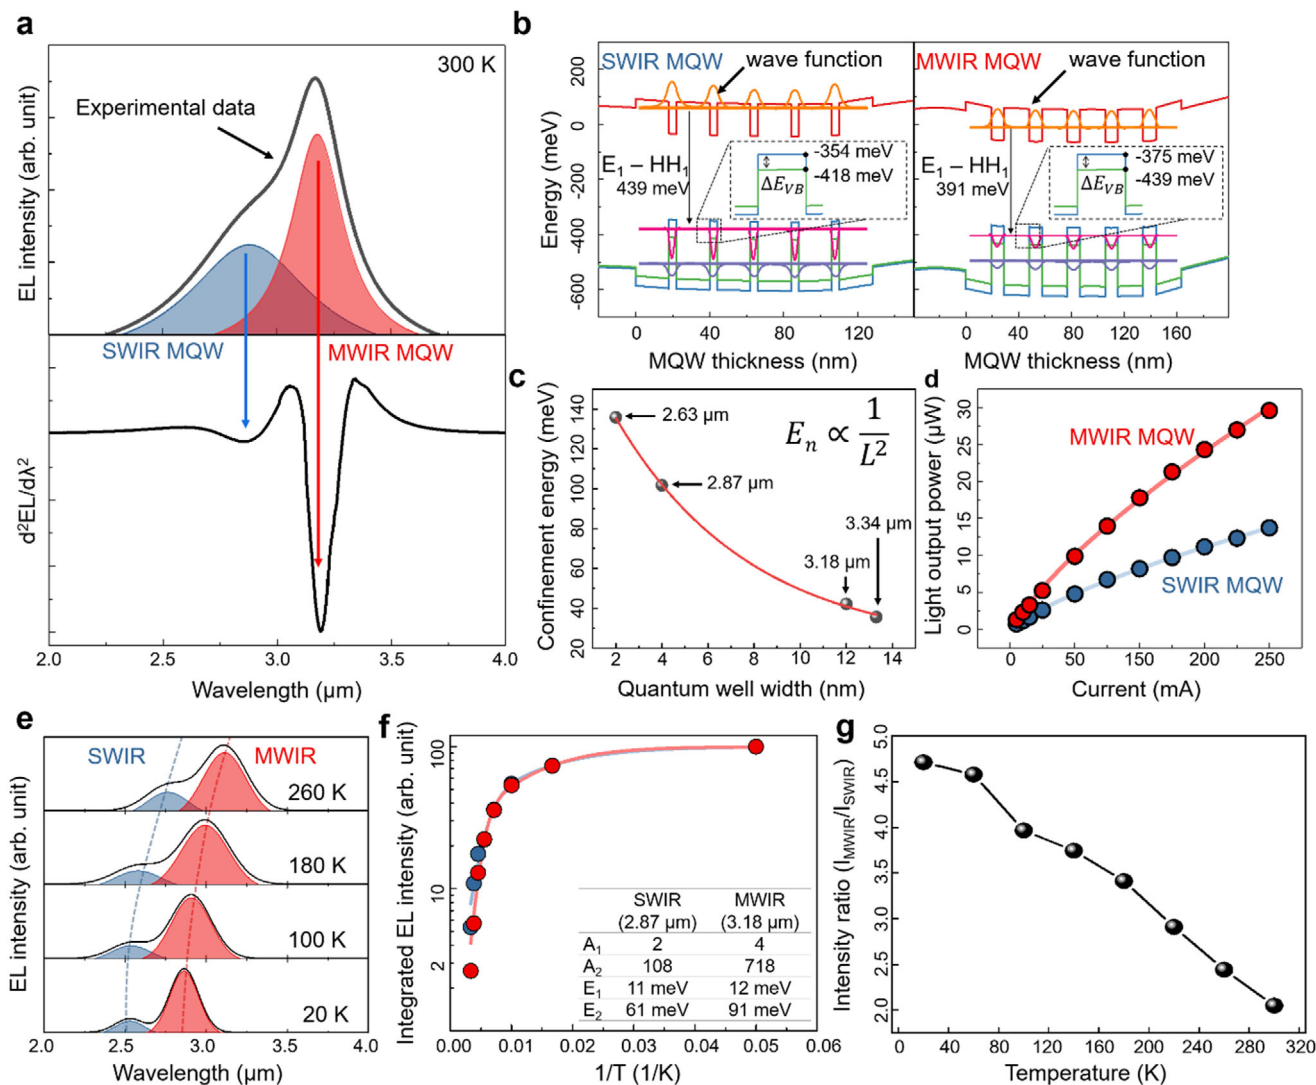 a
300 K
Experimental data
EL intensity (arb. unit)
SWIR MQW
MWIR MQW
d²EL/dλ²
2.0 2.5 3.0 3.5 4.0
Wavelength (μm)
b
SWIR MQW
wave function
MWIR MQW
wave function
200
0
-200
-400
-600
Energy (meV)
E₁ – HH₁
439 meV
ΔE_VB
-354 meV
-418 meV
E₁ – HH₁
391 meV
ΔE_VB
-375 meV
-439 meV
0 40 80 120
MQW thickness (nm)
0 40 80 120 160 200
MQW thickness (nm)
c
Confinement energy (meV)
140
120
100
80
60
40
20
2.63 μm
2.87 μm
3.18 μm
3.34 μm
E_n ∝ 1/L²
2 4 6 8 10 12 14
Quantum well width (nm)
d
Light output power (μW)
30
25
20
15
10
5
0
MWIR MQW
SWIR MQW
0 50 100 150 200 250
Current (mA)
e
EL intensity (arb. unit)
SWIR
MWIR
260 K
180 K
100 K
20 K
2.0 2.5 3.0 3.5 4.0
Wavelength (μm)
f
Integrated EL intensity (arb. unit)
100
10
2
SWIR MWIR
(2.87 μm) (3.18 μm)
A₁ 2 4
A₂ 108 718
E₁ 11 meV 12 meV
E₂ 61 meV 91 meV
0.00 0.01 0.02 0.03 0.04 0.05 0.06
1/T (1/K)
g
Intensity ratio (I_MWIR/I_SWIR)
5.0
4.5
4.0
3.5
3.0
2.5
2.0
0 40 80 120 160 200 240 280 320
Temperature (K)